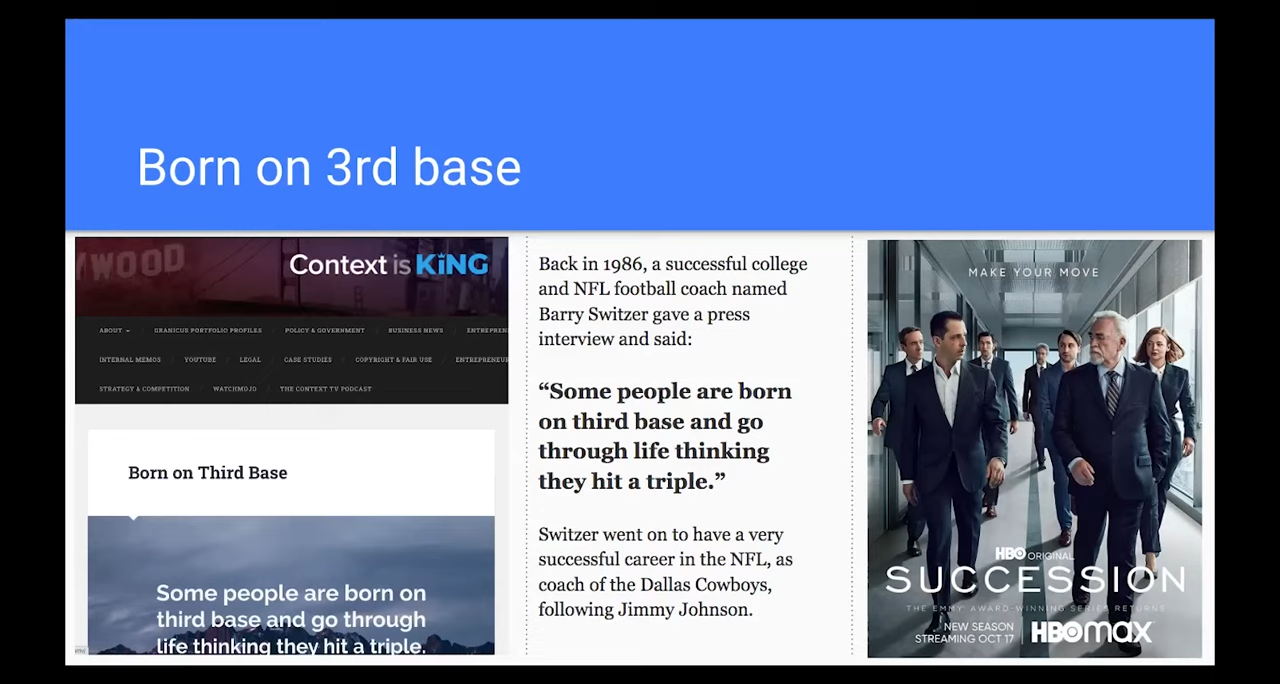 Born on 3rd base
WOOD
Context is KiNG
ABOUT
GRANICUS PORTFOLIO PROFILES
POLICY & GOVERNMENT
BUSINESS NEWS
ENTREPREN
INTERNAL MEMOS
YOUTUBE
LEGAL
CASE STUDIES
COPYRIGHT & FAIR USE
ENTREPRENEUR
STRATEGY & COMPETITION
WATCHMOJO
THE CONTEXT TV PODCAST
Born on Third Base
Some people are born on
third base and go through
life thinking they hit a triple.
Back in 1986, a successful college
and NFL football coach named
Barry Switzer gave a press
interview and said:
“Some people are born
on third base and go
through life thinking
they hit a triple.”
Switzer went on to have a very
successful career in the NFL, as
coach of the Dallas Cowboys,
following Jimmy Johnson.
MAKE YOUR MOVE
HBO ORIGINAL
SUCCESSION
THE EMMY AWARD-WINNING SERIES RETURNS
NEW SEASON
STREAMING OCT 17
HBOmax